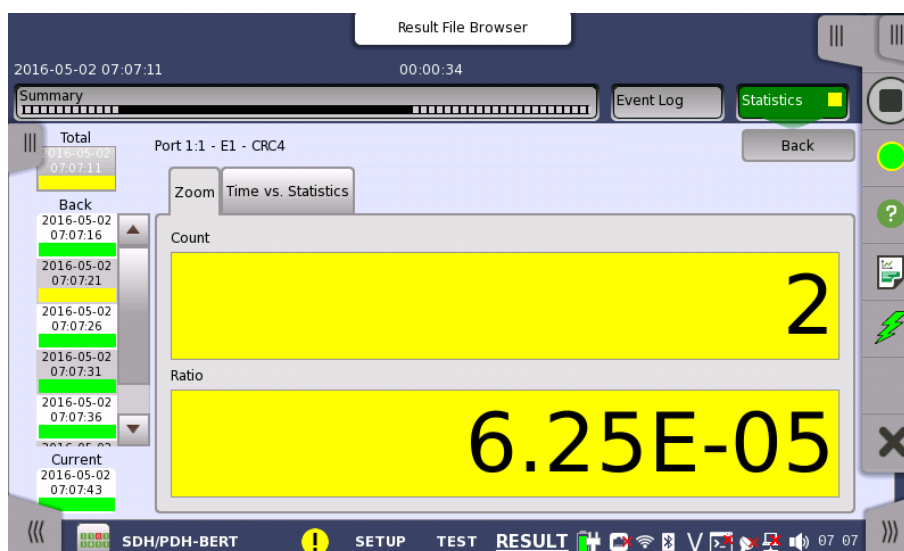 Result File Browser
2016-05-02 07:07:11
00:00:34
Summary
Event Log
Statistics
Total
2016-05-02
07:07:11
Port 1:1 - E1 - CRC4
Back
Zoom
Time vs. Statistics
Back
2016-05-02
07:07:16
2016-05-02
07:07:21
2016-05-02
07:07:26
2016-05-02
07:07:31
2016-05-02
07:07:36
Count
2
Ratio
6.25E-05
Current
2016-05-02
07:07:43
SDH/PDH-BERT
SETUP
TEST
RESULT
07 07